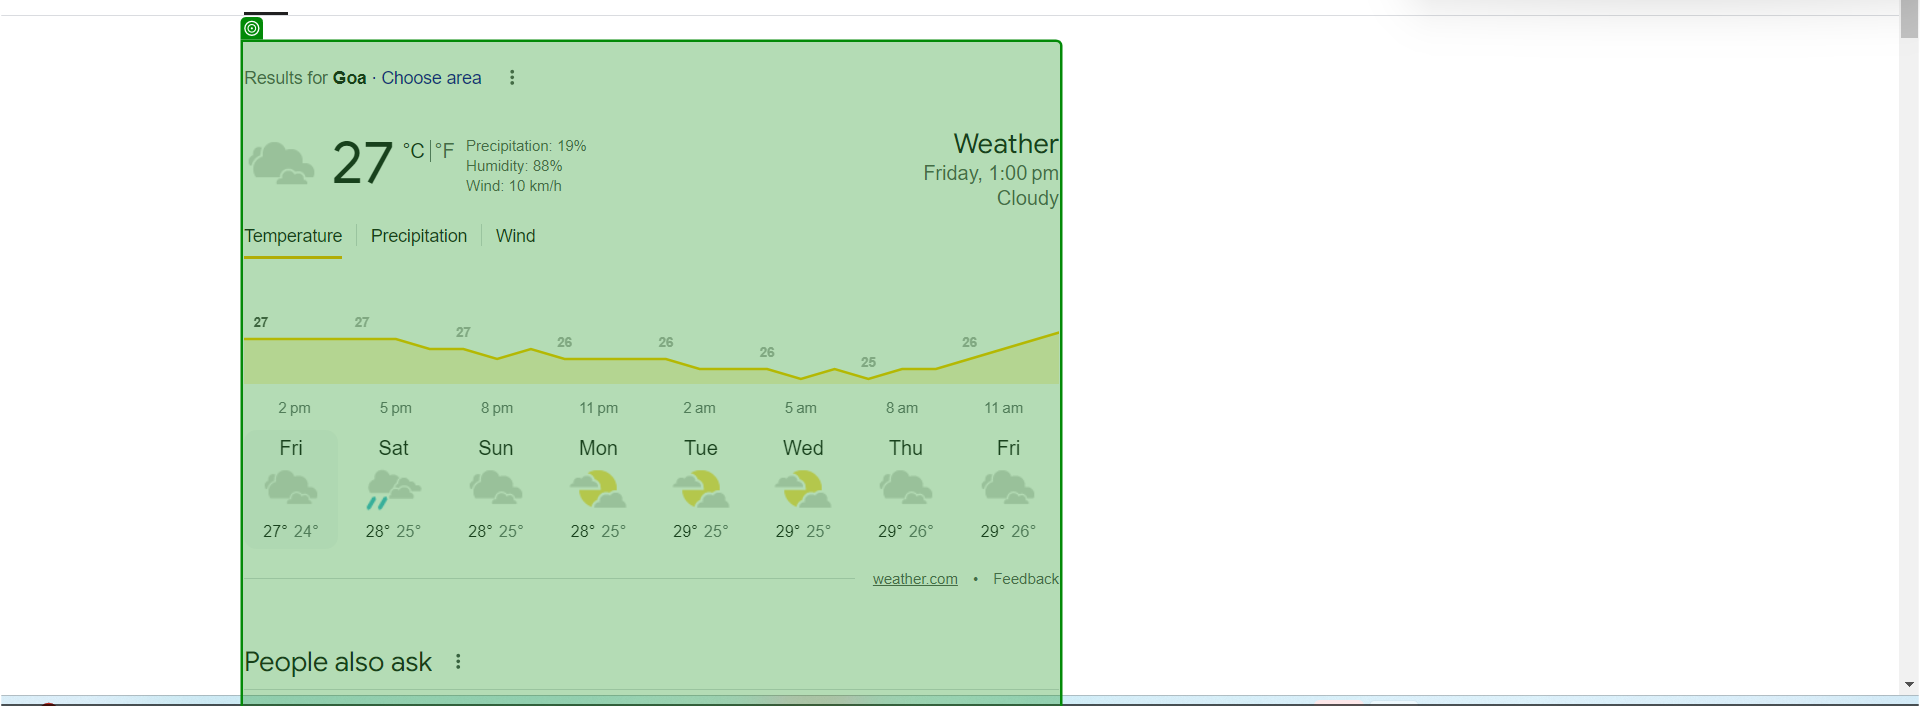 Results for Goa · Choose area
27 °C | °F
Precipitation: 19%
Humidity: 88%
Wind: 10 km/h
Weather
Friday, 1:00 pm
Cloudy
Temperature Precipitation Wind
27 27 27 26 26 26 25 26
2 pm 5 pm 8 pm 11 pm 2 am 5 am 8 am 11 am
Fri Sat Sun Mon Tue Wed Thu Fri
27° 24° 28° 25° 28° 25° 28° 25° 29° 25° 29° 25° 29° 26° 29° 26°
weather.com • Feedback
People also ask